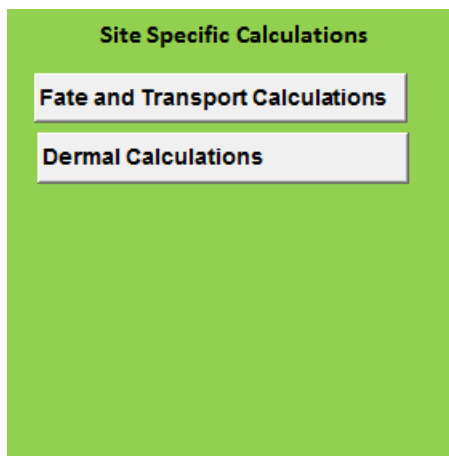 Site Specific Calculations
Fate and Transport Calculations
Dermal Calculations